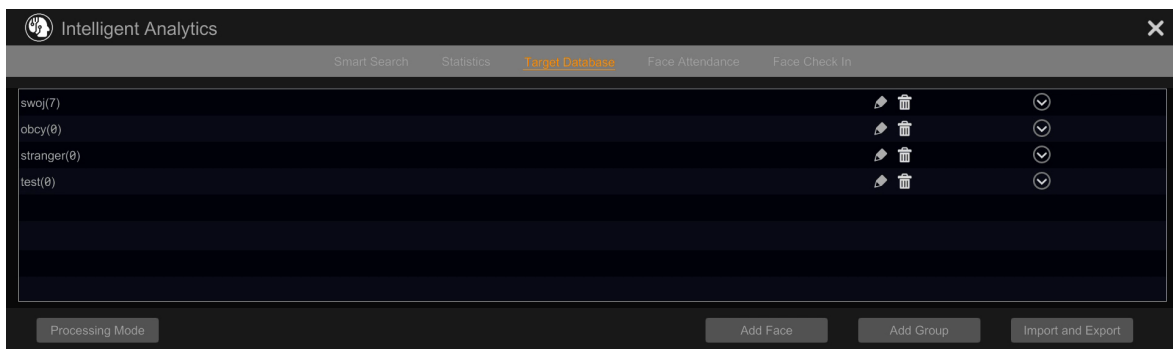 Intelligent Analytics
Smart Search Statistics Target Database Face Attendance Face Check In
swoj(7)
obcy(0)
stranger(0)
test(0)
Processing Mode Add Face Add Group Import and Export